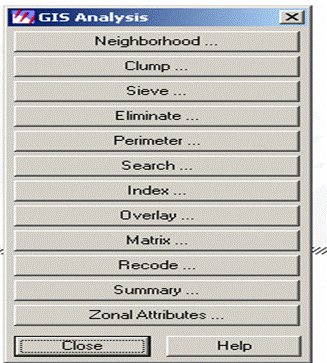 GIS Analysis
Neighborhood ...
Clump ...
Sieve ...
Eliminate ...
Perimeter ...
Search ...
Index ...
Overlay ...
Matrix ...
Recode ...
Summary ...
Zonal Attributes ...
Close Help